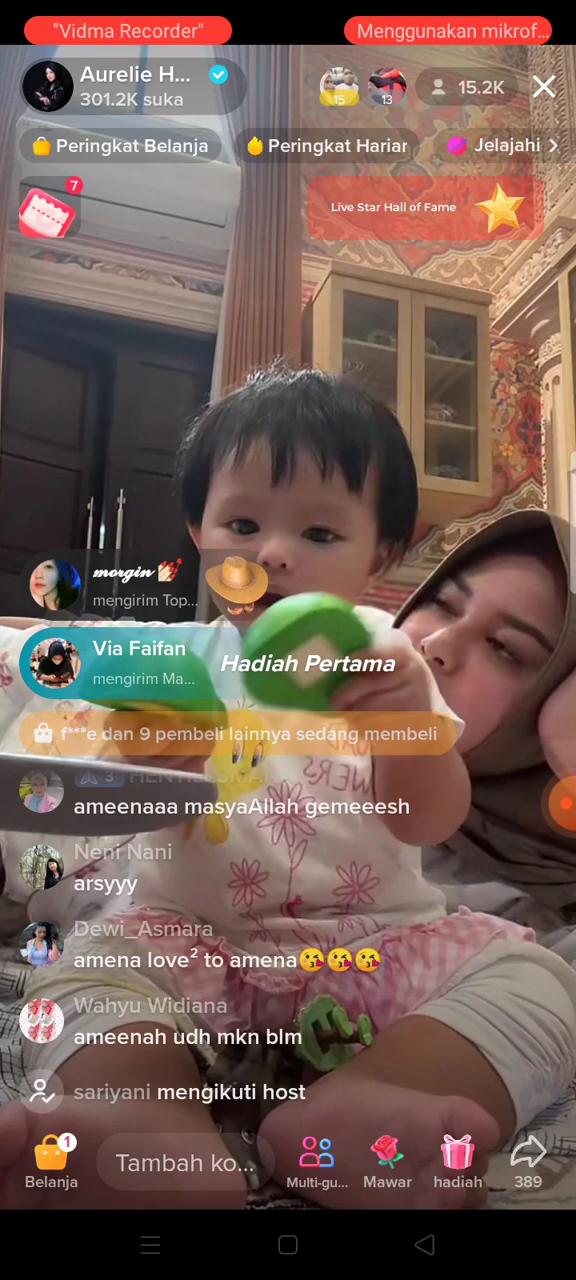 "Vidma Recorder"
Menggunakan mikrof...
Aurelie H...
301.2K suka
15
13
15.2K
Peringkat Belanja
Peringkat Harian
Jelajahi
7
Live Star Hall of Fame
morgin
mengirim Top...
Via Faifan
mengirim Ma...
Hadiah Pertama
f***e dan 9 pembeli lainnya sedang membeli
3
ameenaaa masyaAllah gemeeesh
Neni Nani
arsyyy
Dewi_Asmara
amena love² to amena😘😘😘
Wahyu Widiana
ameenah udh mkn blm
sariyani mengikuti host
1
Belanja
Tambah ko...
Multi-gu...
Mawar
hadiah
389